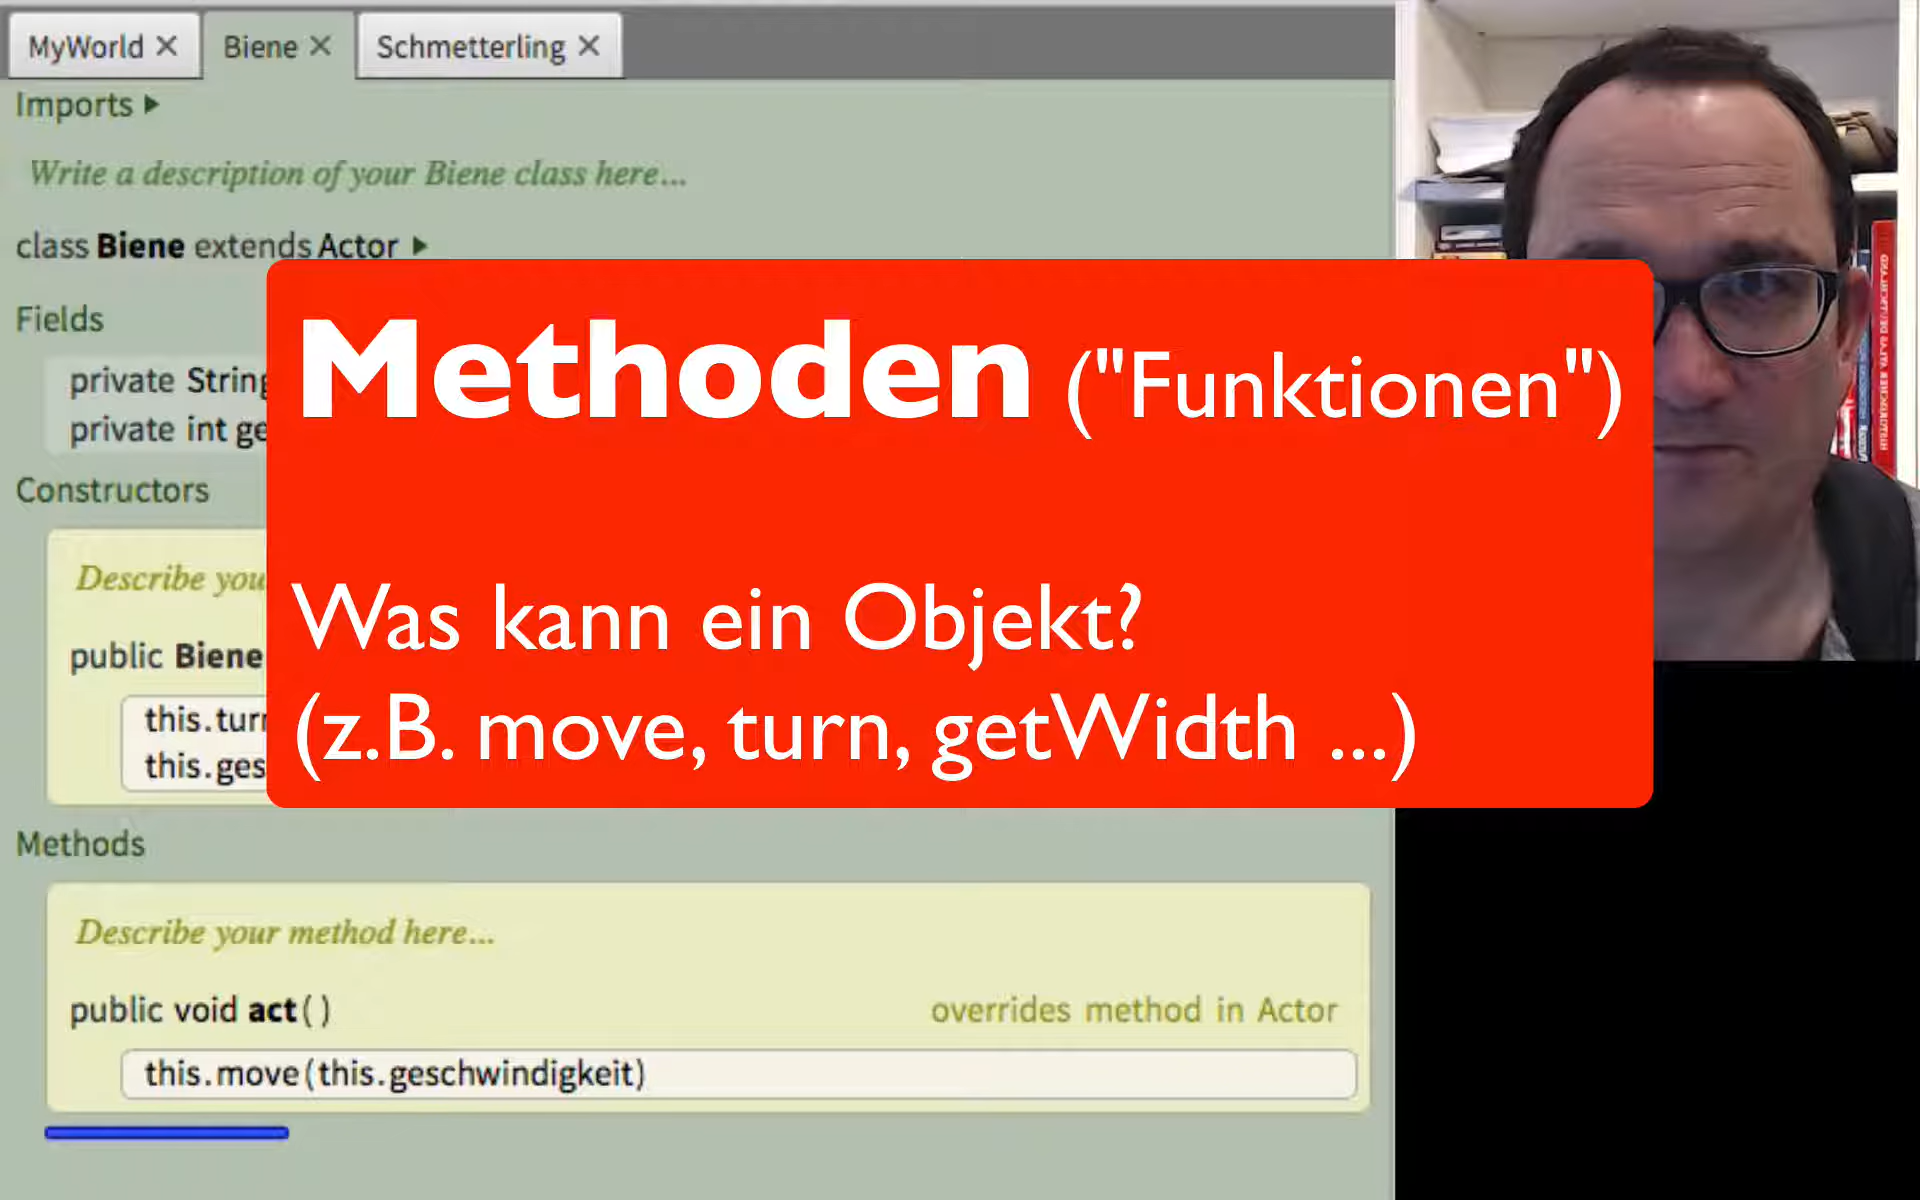 MyWorld ✕ Biene ✕ Schmetterling ✕
Imports ▸
Write a description of your Biene class here...
class Biene extends Actor ▸
Fields
private String
private int ge
Constructors
Describe you
public Biene
this.turn
this.ges
Methoden ("Funktionen")
Was kann ein Objekt?
(z.B. move, turn, getWidth ...)
Methods
Describe your method here...
public void act() overrides method in Actor
this.move(this.geschwindigkeit)